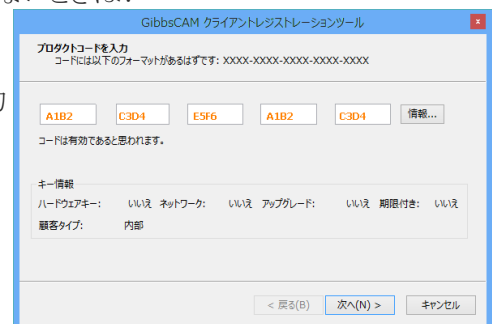 GibbsCAM クライアントレジストレーションツール
プロダクトコードを入力
コードには以下のフォーマットがあるはずです: XXXX-XXXX-XXXX-XXXX-XXXX
A1B2 C3D4 E5F6 A1B2 C3D4 情報...
コードは有効であると思われます。
キー情報
ハードウェアキー: いいえ ネットワーク: いいえ アップグレード: いいえ 期限付き: いいえ
顧客タイプ: 内部
< 戻る(B) 次へ(N) > キャンセル